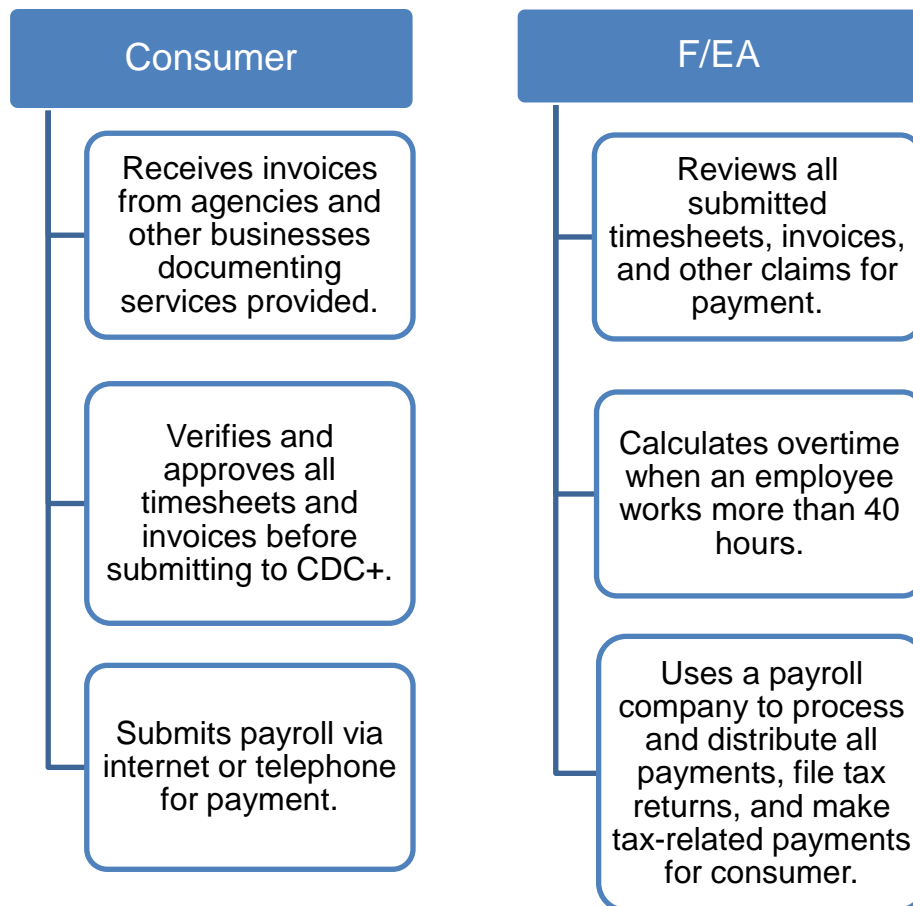 Consumer
Receives invoices
from agencies and
other businesses
documenting
services provided.
Verifies and
approves all
timesheets and
invoices before
submitting to CDC+.
Submits payroll via
internet or telephone
for payment.
F/EA
Reviews all
submitted
timesheets, invoices,
and other claims for
payment.
Calculates overtime
when an employee
works more than 40
hours.
Uses a payroll
company to process
and distribute all
payments, file tax
returns, and make
tax-related payments
for consumer.